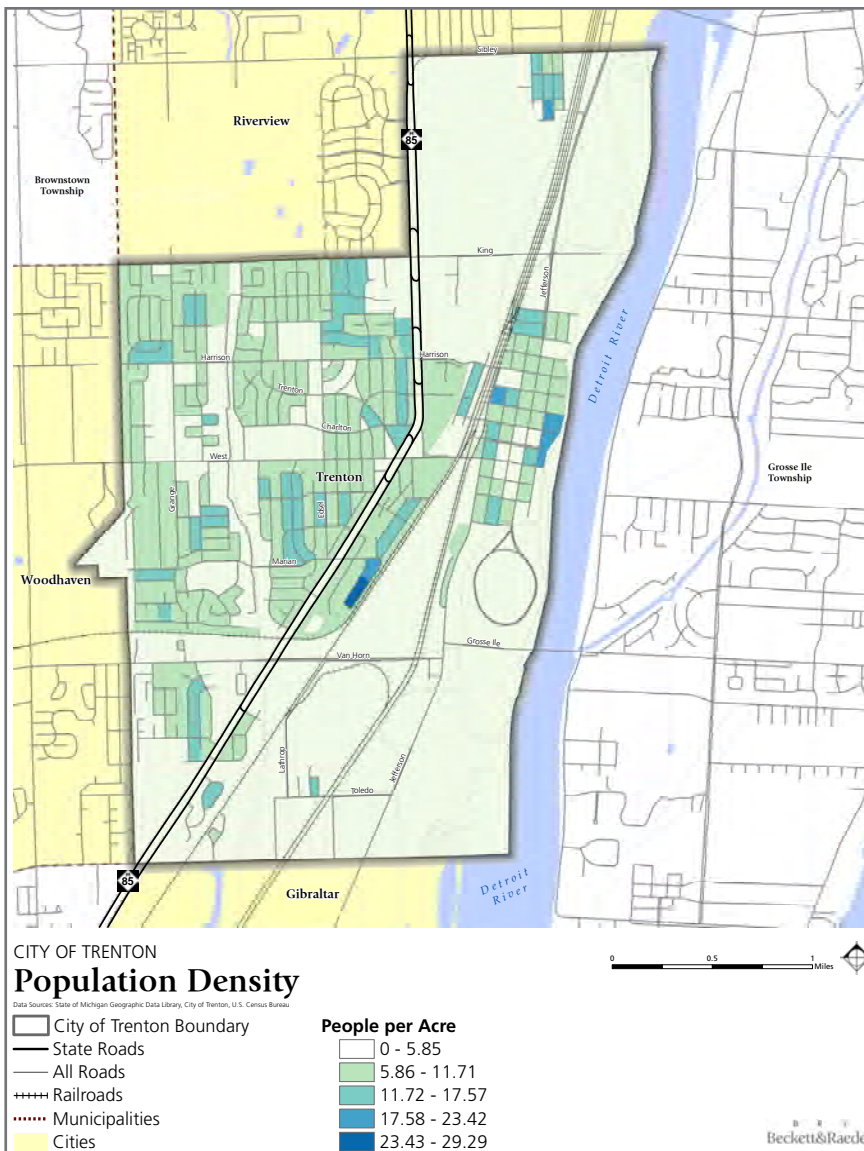 Sibley
Riverview
85
Brownstown
Township
King
Jefferson
Detroit River
Harrison
Harrison
Trenton
Charlton
West
Trenton
Grosse Ile
Township
Grange
Edsel
Marian
Woodhaven
Grosse Ile
Van Horn
Lathrop
Jefferson
Toledo
85
Gibraltar
Detroit
River
CITY OF TRENTON
Population Density
Data Sources: State of Michigan Geographic Data Library, City of Trenton, U.S. Census Bureau
0 0.5 1
Miles
City of Trenton Boundary
State Roads
All Roads
Railroads
Municipalities
Cities
People per Acre
0 - 5.85
5.86 - 11.71
11.72 - 17.57
17.58 - 23.42
23.43 - 29.29
B R I
Beckett&Raede